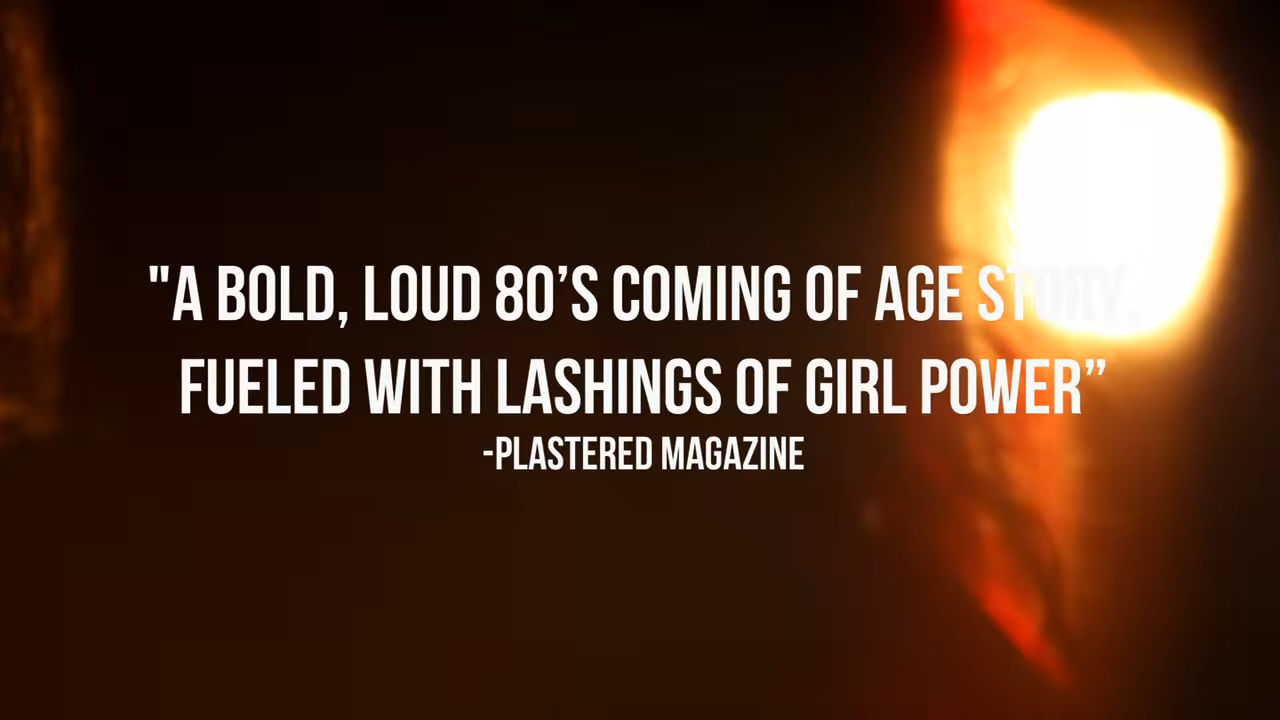 "A BOLD, LOUD 80’S COMING OF AGE STORY,
FUELED WITH LASHINGS OF GIRL POWER”
-PLASTERED MAGAZINE